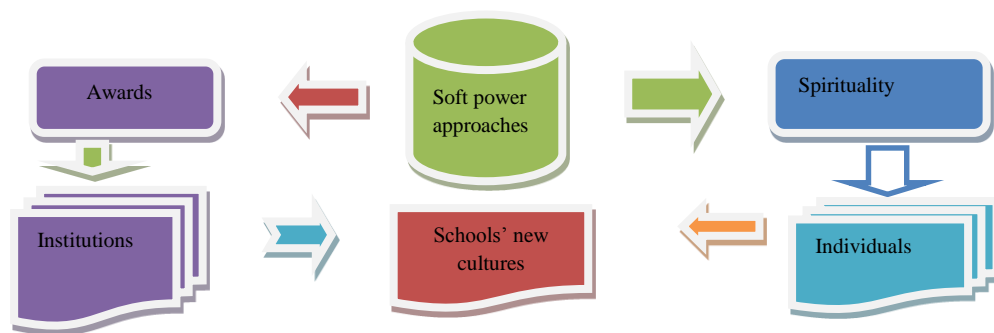 Awards
Soft power
approaches
Spirituality
Institutions
Schools’ new
cultures
Individuals